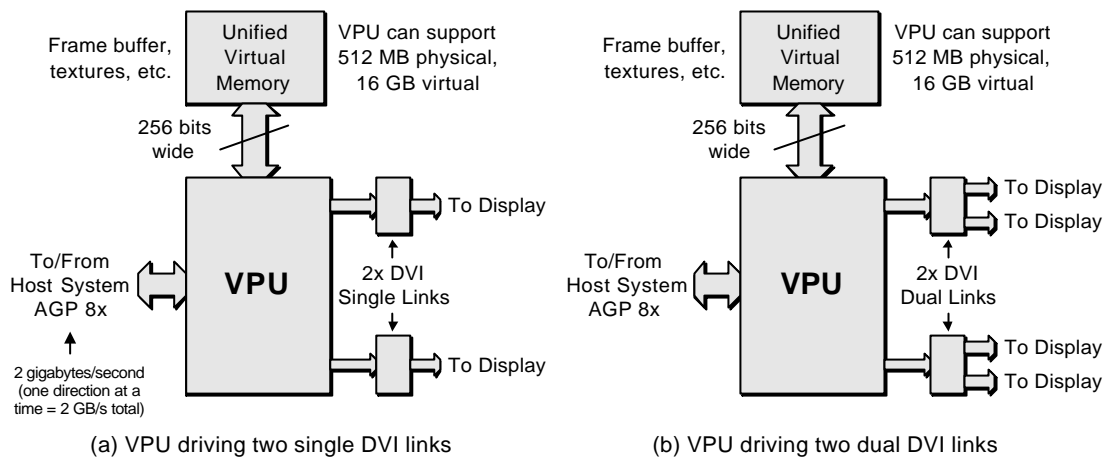 Frame buffer,
textures, etc.
Unified
Virtual
Memory
VPU can support
512 MB physical,
16 GB virtual
256 bits
wide
To Display
To/From
Host System
AGP 8x
VPU
2x DVI
Single Links
To Display
2 gigabytes/second
(one direction at a
time = 2 GB/s total)
(a) VPU driving two single DVI links
Frame buffer,
textures, etc.
Unified
Virtual
Memory
VPU can support
512 MB physical,
16 GB virtual
256 bits
wide
To Display
To Display
To/From
Host System
AGP 8x
VPU
2x DVI
Dual Links
To Display
To Display
(b) VPU driving two dual DVI links